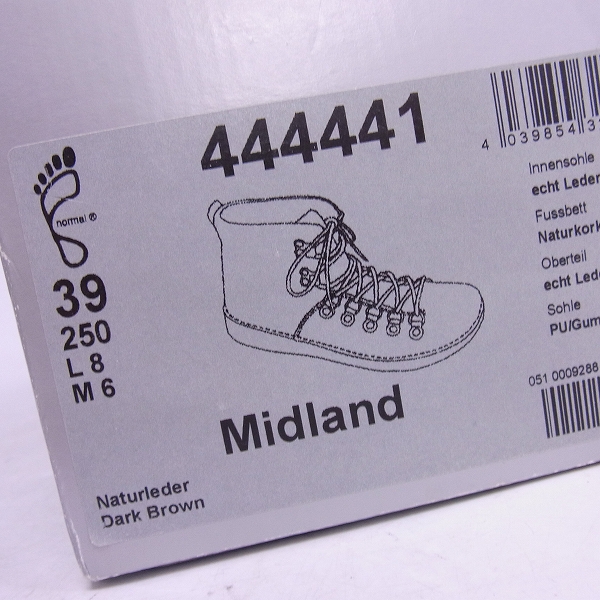 444441
4 039854 3
normal ®
39
250
L 8
M 6
Innensohle
echt Leder
Fussbett
Naturkork
Oberteil
echt Lede
Sohle
PU/Gum
051 0009288
Midland
Naturleder
Dark Brown